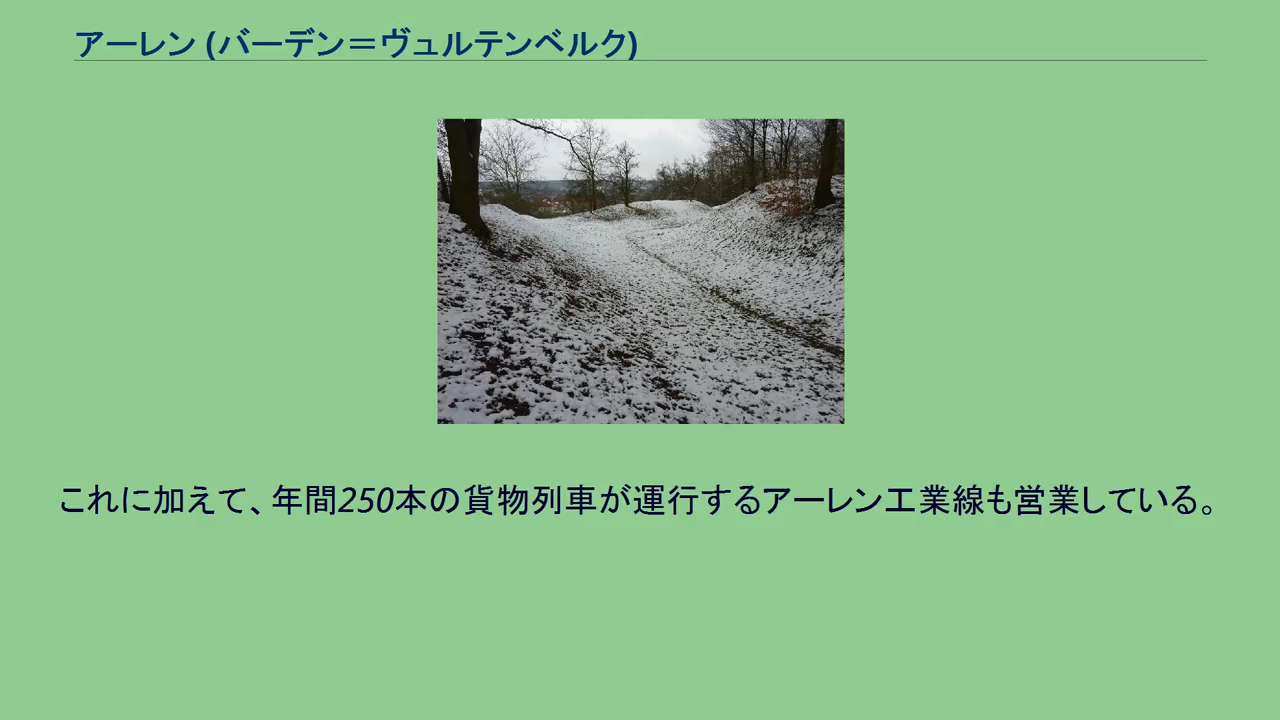 アーレン (バーデン＝ヴュルテンベルク)
これに加えて、年間250本の貨物列車が運行するアーレン工業線も営業している。